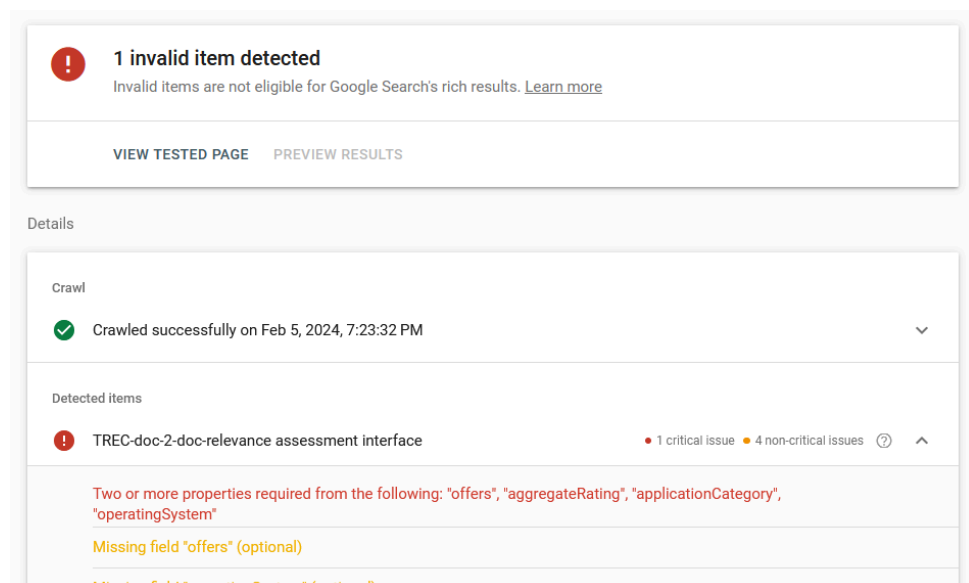 1 invalid item detected
Invalid items are not eligible for Google Search's rich results. Learn more
VIEW TESTED PAGE PREVIEW RESULTS
Details
Crawl
Crawled successfully on Feb 5, 2024, 7:23:32 PM
Detected items
TREC-doc-2-doc-relevance assessment interface 1 critical issue 4 non-critical issues
Two or more properties required from the following: "offers", "aggregateRating", "applicationCategory",
"operatingSystem"
Missing field "offers" (optional)